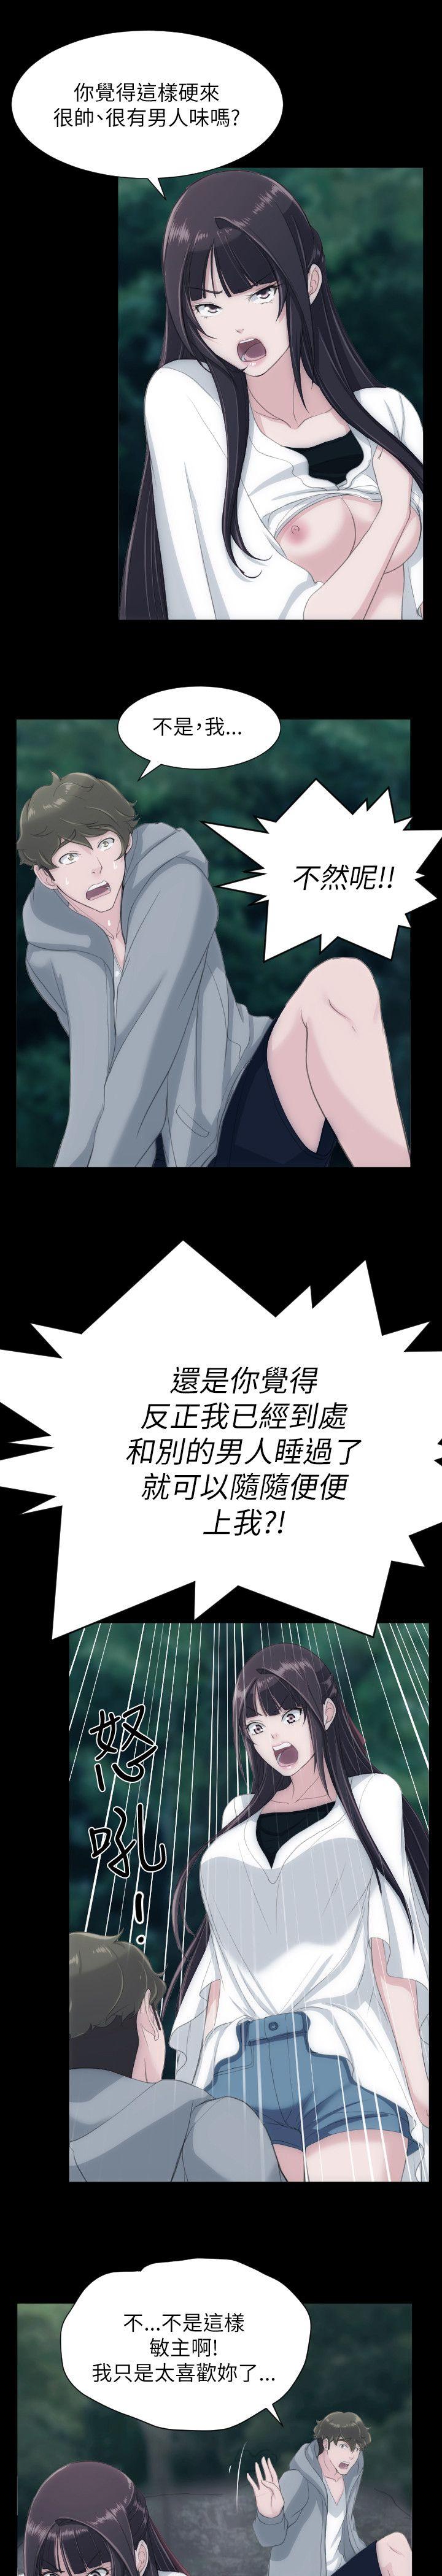 你覺得這樣硬來
很帥、很有男人味嗎?
不是,我...
不然呢!!
還是你覺得
反正我已經到處
和別的男人睡過了
就可以隨隨便便
上我?!
怒
吼
!
不...不是這樣
敏主啊!
我只是太喜歡妳了...